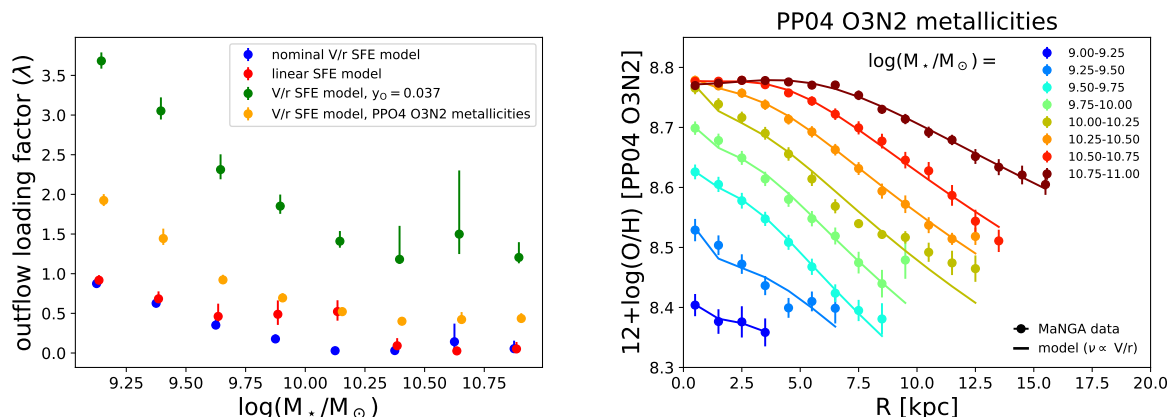 PP04 O3N2 metallicities
outflow loading factor (λ)
3.5
3.0
2.5
2.0
1.5
1.0
0.5
0.0
nominal V/r SFE model
linear SFE model
V/r SFE model, y_O = 0.037
V/r SFE model, PPO4 O3N2 metallicities
9.25 9.50 9.75 10.00 10.25 10.50 10.75
log(M⋆/M⊙)
12+log(O/H) [PP04 O3N2]
8.8
8.7
8.6
8.5
8.4
8.3
log(M⋆/M⊙) =
9.00-9.25
9.25-9.50
9.50-9.75
9.75-10.00
10.00-10.25
10.25-10.50
10.50-10.75
10.75-11.00
MaNGA data
model (ν ∝ V/r)
0.0 2.5 5.0 7.5 10.0 12.5 15.0 17.5 20.0
R [kpc]